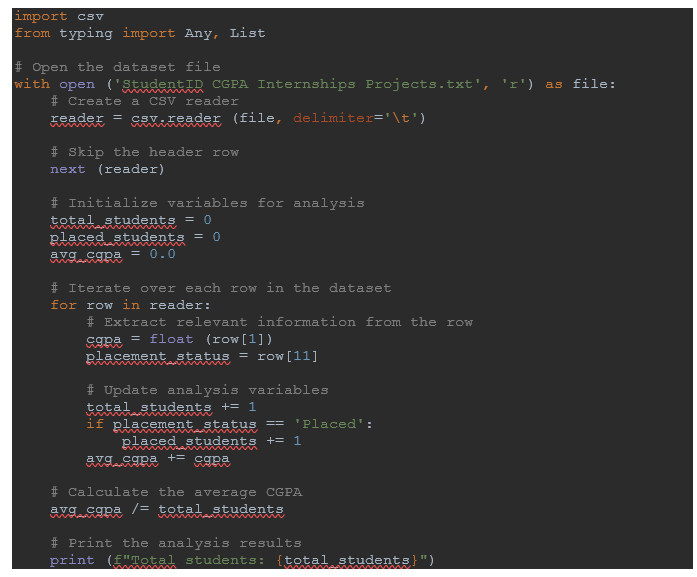 import csv
from typing import Any, List
# Open the dataset file
with open ('StudentID CGPA Internships Projects.txt', 'r') as file:
# Create a CSV reader
reader = csv.reader (file, delimiter='\t')
# Skip the header row
next (reader)
# Initialize variables for analysis
total_students = 0
placed_students = 0
avg_cgpa = 0.0
# Iterate over each row in the dataset
for row in reader:
# Extract relevant information from the row
cgpa = float (row[1])
placement_status = row[11]
# Update analysis variables
total_students += 1
if placement_status == 'Placed':
placed_students += 1
avg_cgpa += cgpa
# Calculate the average CGPA
avg_cgpa /= total_students
# Print the analysis results
print (f"Total students: {total_students}")